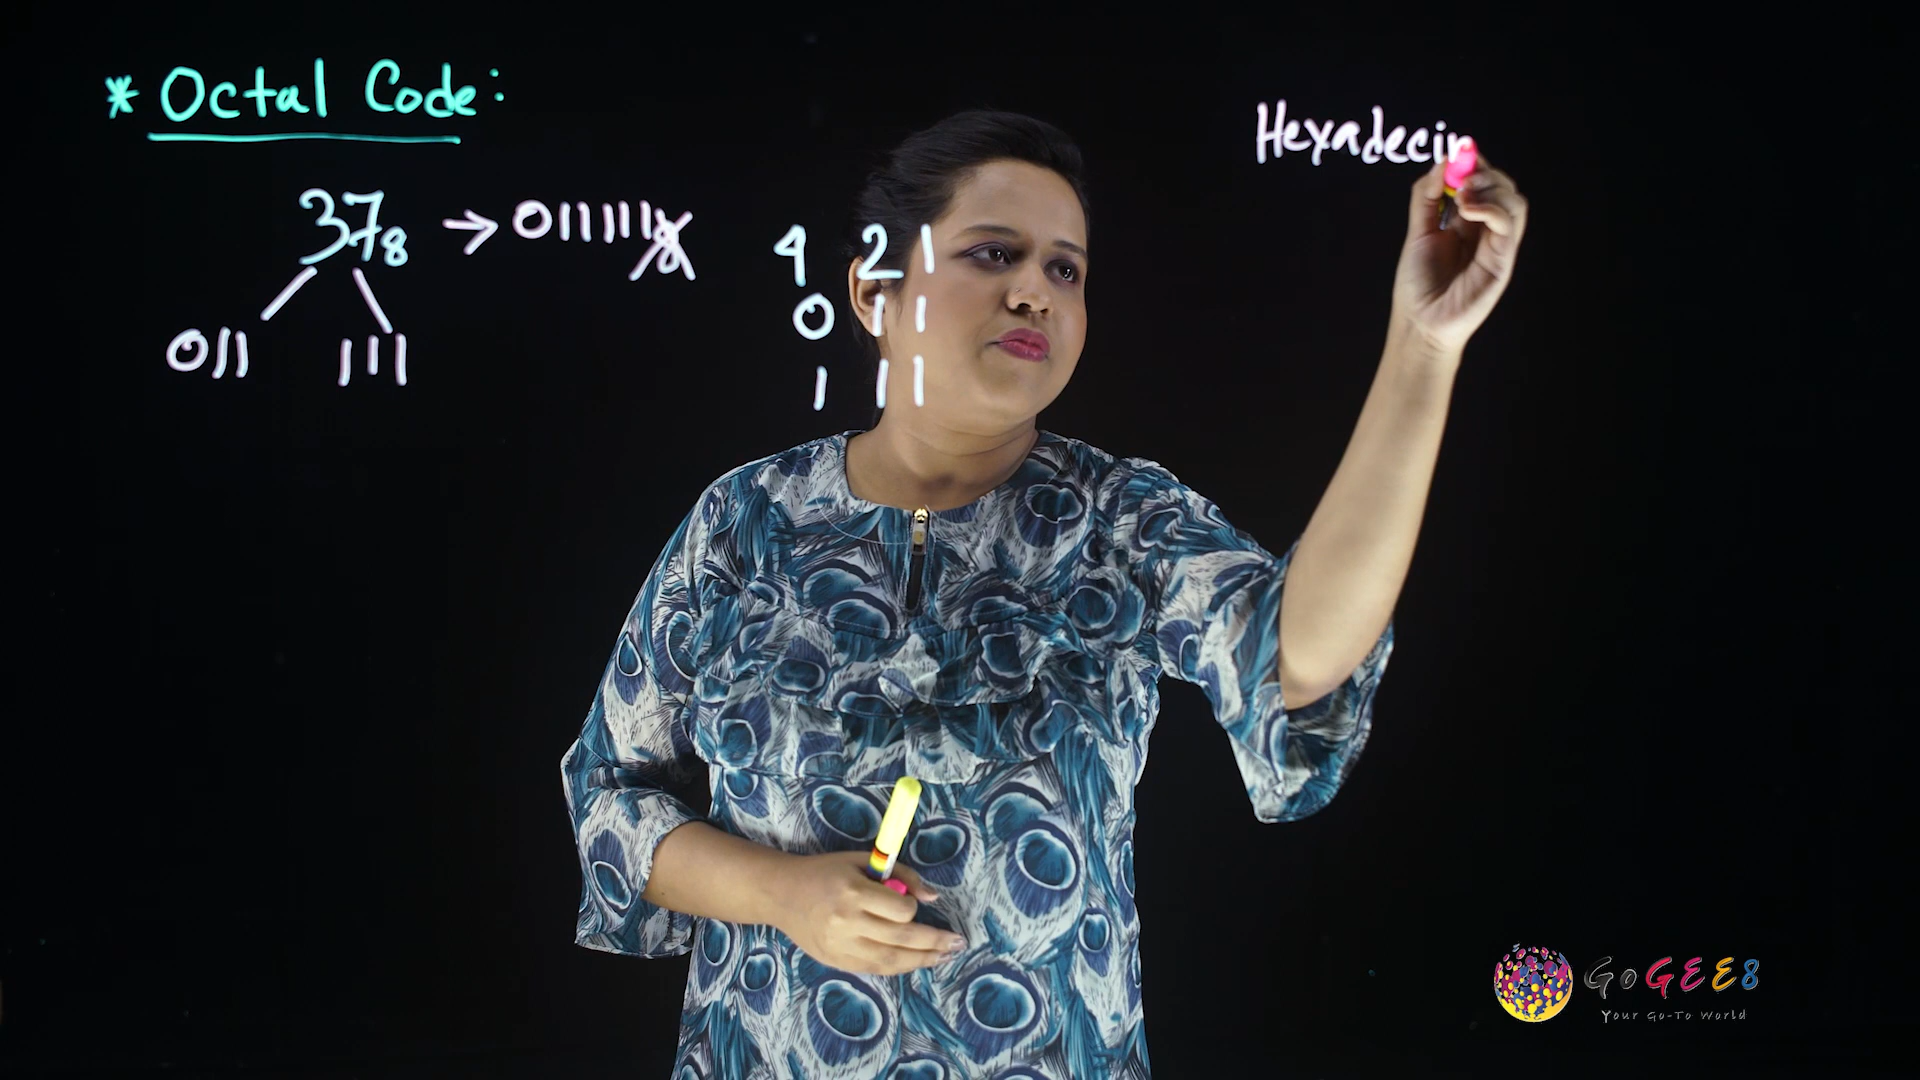 * Octal Code:
37₈ → 011111
011 111
4 2 1
0 1 1
1 1 1
Hexadecim
GoGEE8
Your Go-To World